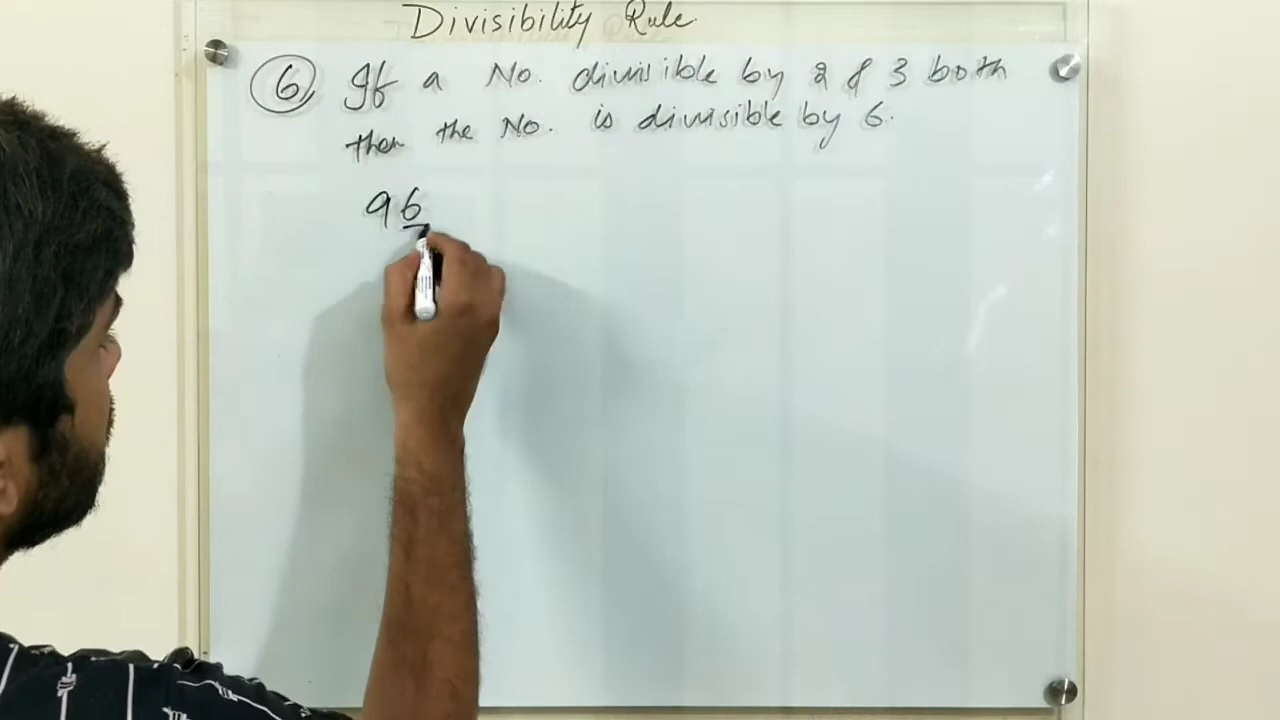 Divisibility Rule
6 If a No. divisible by 2 & 3 both
then the No. is divisible by 6.
96